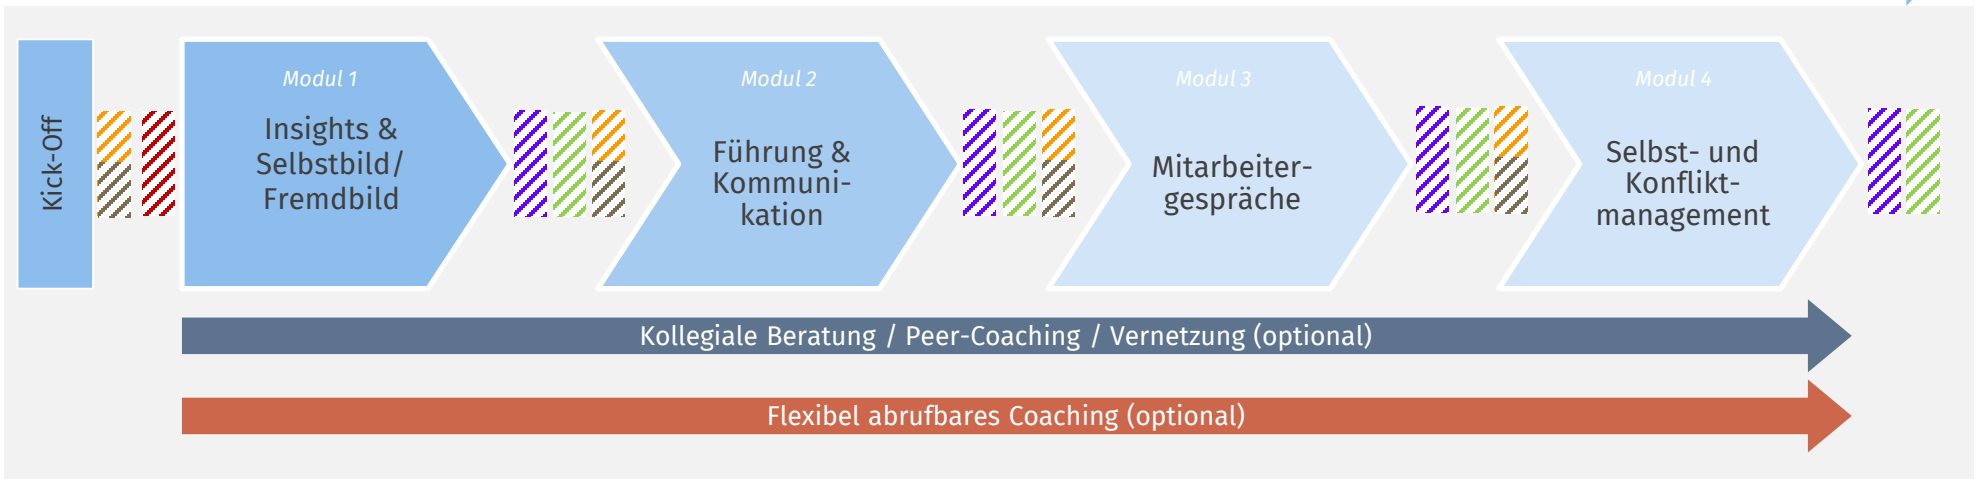 Kick-Off
Modul 1
Insights &
Selbstbild/
Fremdbild
Modul 2
Führung &
Kommuni-
kation
Modul 3
Mitarbeiter-
gespräche
Modul 4
Selbst- und
Konflikt-
management
Kollegiale Beratung / Peer-Coaching / Vernetzung (optional)
Flexibel abrufbares Coaching (optional)